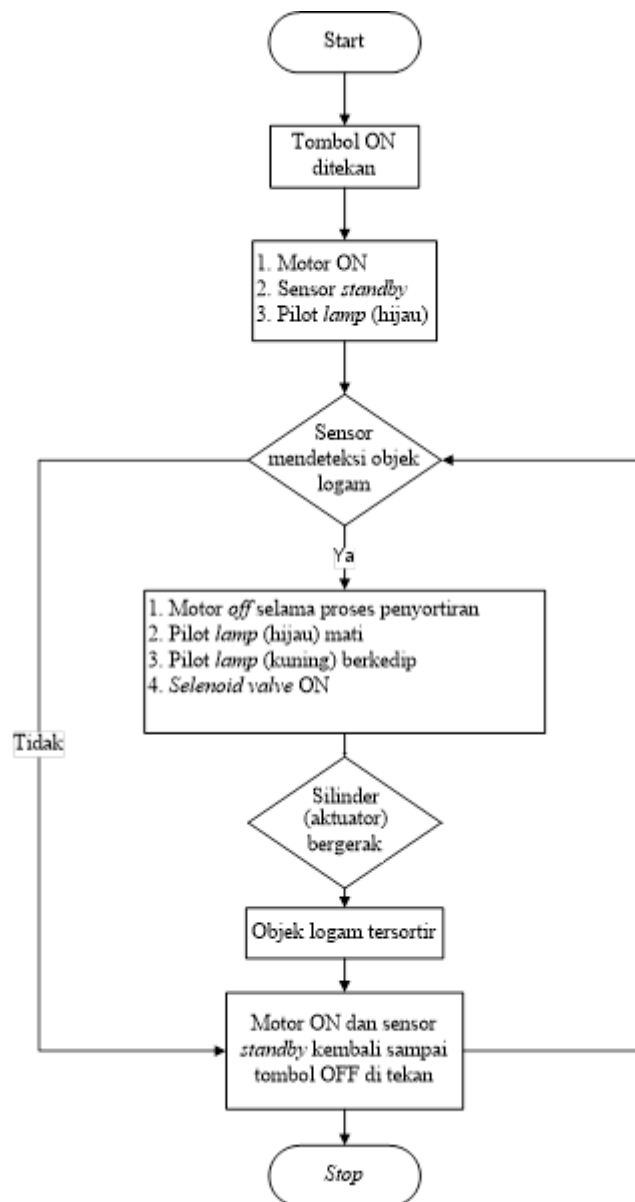 Start
Tombol ON
ditekan
1. Motor ON
2. Sensor standby
3. Pilot lamp (hijau)
Sensor
mendeteksi objek
logam
Ya
1. Motor off selama proses penyortiran
2. Pilot lamp (hijau) mati
3. Pilot lamp (kuning) berkedip
4. Selenoid valve ON
Tidak
Silinder
(aktuator)
bergerak
Objek logam tersortir
Motor ON dan sensor
standby kembali sampai
tombol OFF di tekan
Stop